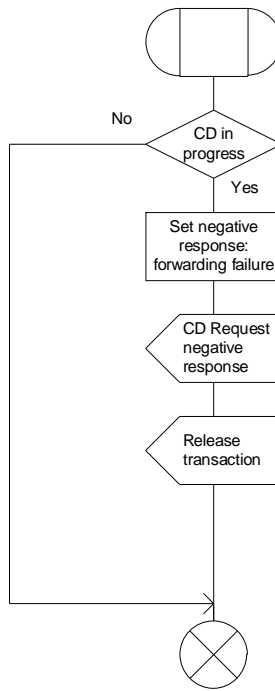 No
CD in
progress
Yes
Set negative
response:
forwarding failure
CD Request
negative
response
Release
transaction